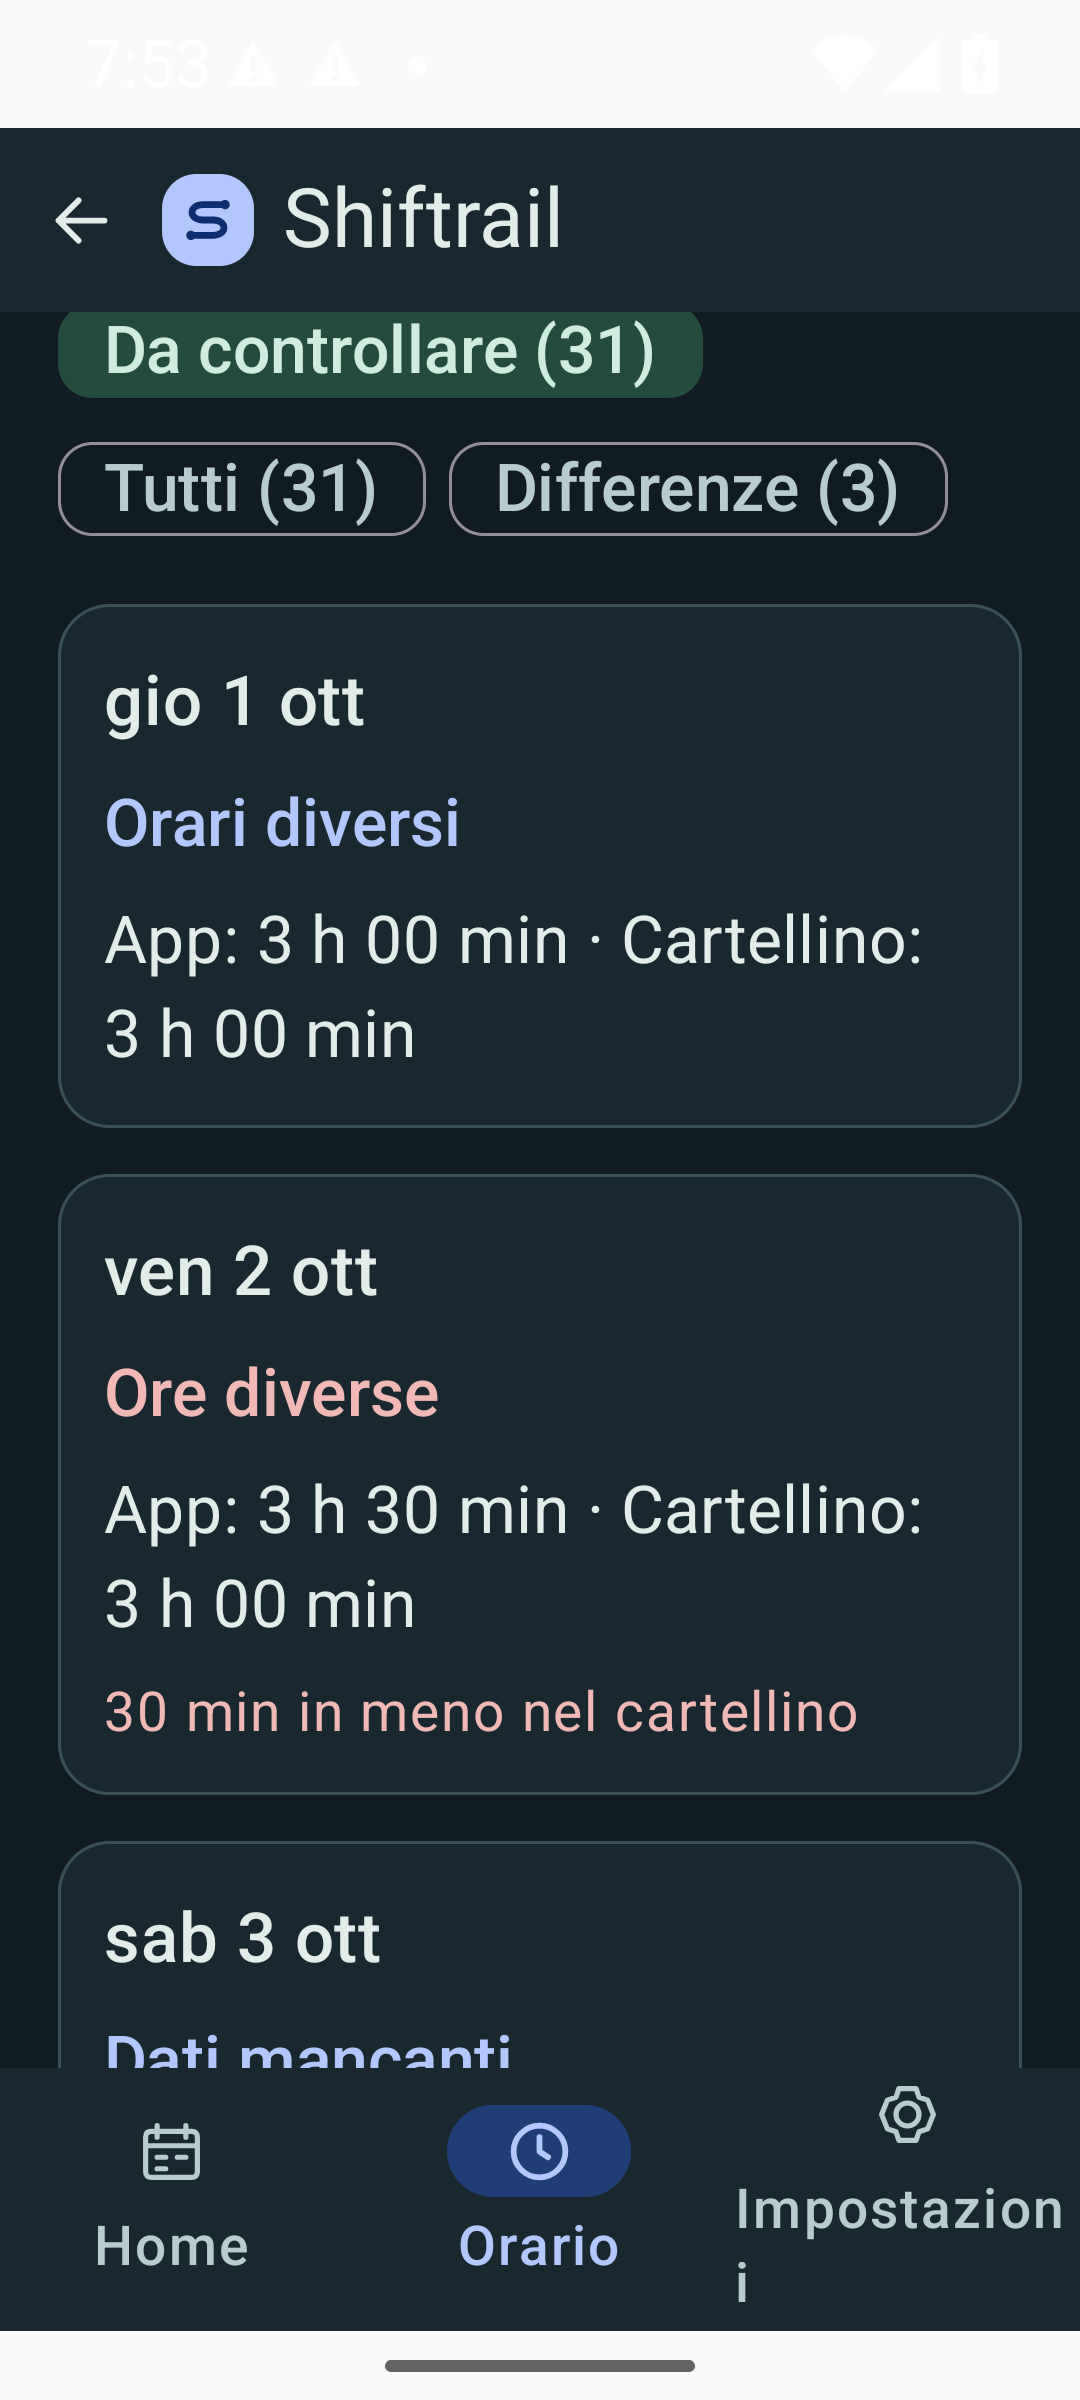 7:53
Shiftrail
Da controllare (31)
Tutti (31)
Differenze (3)
gio 1 ott
Orari diversi
App: 3 h 00 min · Cartellino:
3 h 00 min
ven 2 ott
Ore diverse
App: 3 h 30 min · Cartellino:
3 h 00 min
30 min in meno nel cartellino
sab 3 ott
Dati mancanti
Home
Orario
Impostazion
i